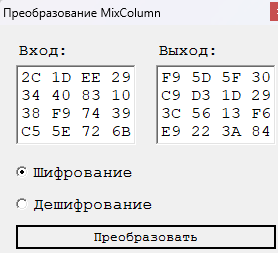 Преобразование MixColumn
Вход: Выход:
2C 1D EE 29 F9 5D 5F 30
34 40 83 10 C9 D3 1D 29
38 F9 74 39 3C 56 13 F6
C5 5E 72 6B E9 22 3A 84
Шифрование
Дешифрование
Преобразовать